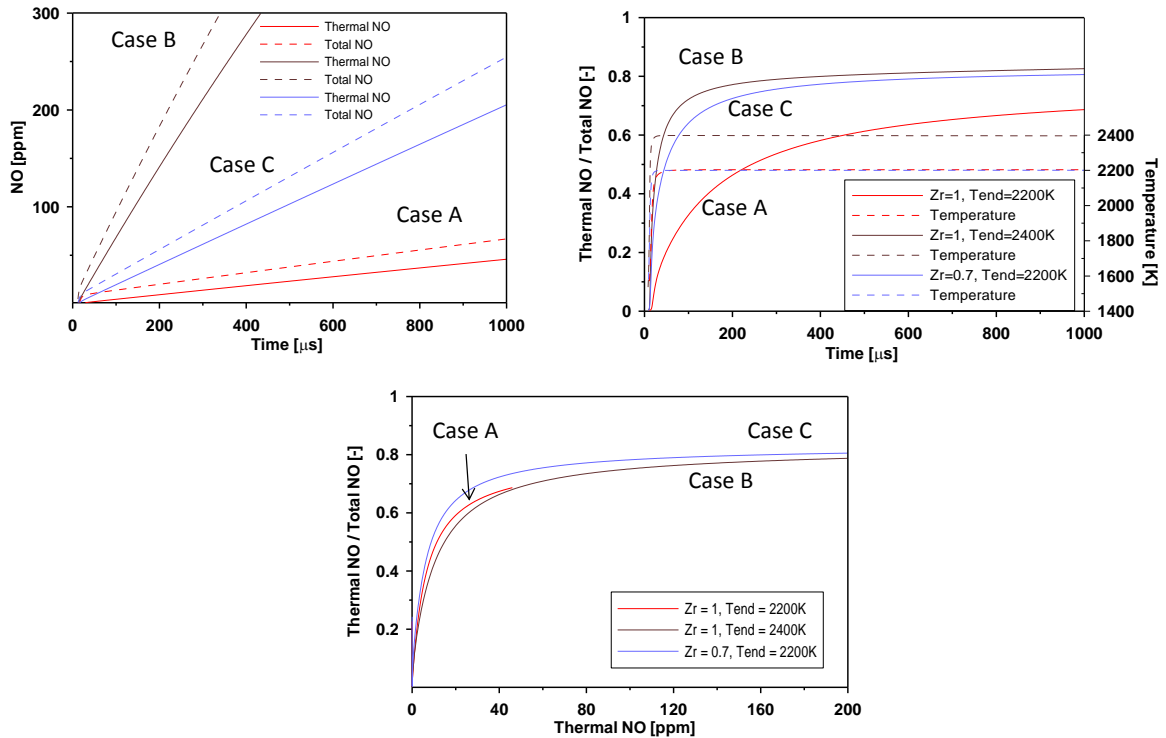 300
200
100
0
0
200
400
600
800
1000
NO [ppm]
Time [μs]
Case B
Case C
Case A
Thermal NO
Total NO
Thermal NO
Total NO
Thermal NO
Total NO
1
0.8
0.6
0.4
0.2
0
0
200
400
600
800
1000
Thermal NO / Total NO [-]
Time [μs]
2400
2200
2000
1800
1600
1400
Temperature [K]
Case B
Case C
Case A
Zr=1, Tend=2200K
Temperature
Zr=1, Tend=2400K
Temperature
Zr=0.7, Tend=2200K
Temperature
1
0.8
0.6
0.4
0.2
0
40
80
120
160
200
Thermal NO / Total NO [-]
Thermal NO [ppm]
Case A
Case C
Case B
Zr = 1, Tend = 2200K
Zr = 1, Tend = 2400K
Zr = 0.7, Tend = 2200K